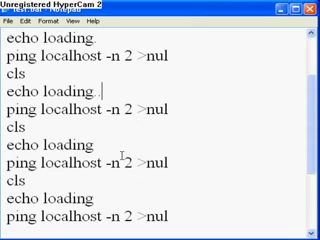 Unregistered HyperCam 2
File Edit Format View Help
echo loading.
ping localhost -n 2 >nul
cls
echo loading..
ping localhost -n 2 >nul
cls
echo loading
ping localhost -n 2 >nul
cls
echo loading
ping localhost -n 2 >nul